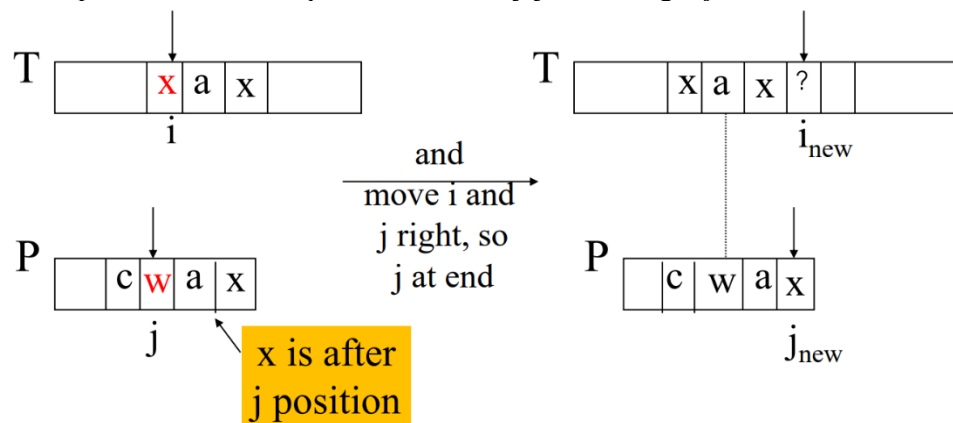 T
x a x
i
P
c w a x
j
and
move i and
j right, so
j at end
x is after
j position
T
x a x ?
i new
P
c w a x
j new